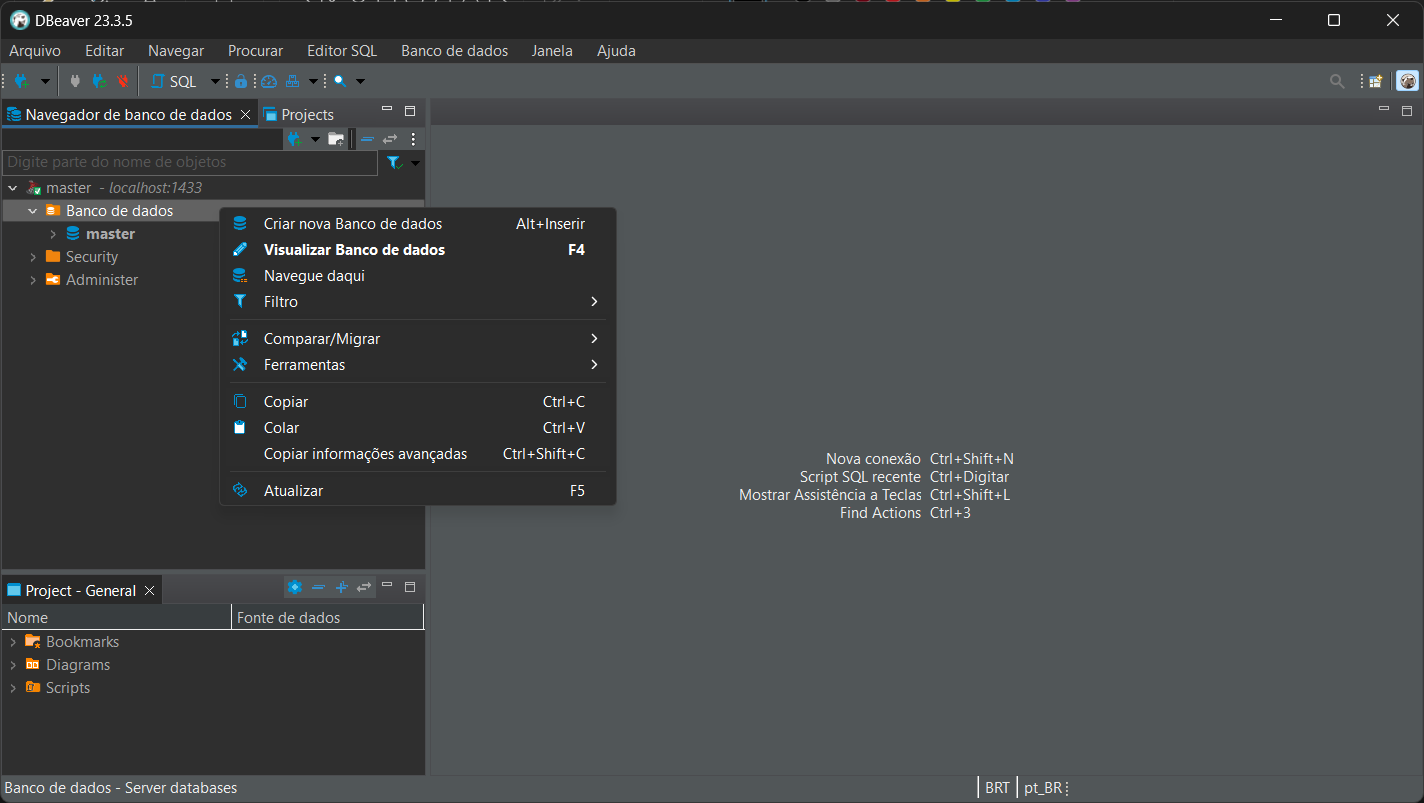 DBeaver 23.3.5
Arquivo Editar Navegar Procurar Editor SQL Banco de dados Janela Ajuda
SQL
Navegador de banco de dados Projects
Digite parte do nome de objetos
master - localhost:1433
Banco de dados
master
Security
Administer
Criar nova Banco de dados Alt+Inserir
Visualizar Banco de dados F4
Navegue daqui
Filtro
Comparar/Migrar
Ferramentas
Copiar Ctrl+C
Colar Ctrl+V
Copiar informações avançadas Ctrl+Shift+C
Atualizar F5
Nova conexão Ctrl+Shift+N
Script SQL recente Ctrl+Digitar
Mostrar Assistência a Teclas Ctrl+Shift+L
Find Actions Ctrl+3
Project - General
Nome Fonte de dados
Bookmarks
Diagrams
Scripts
Banco de dados - Server databases BRT pt_BR